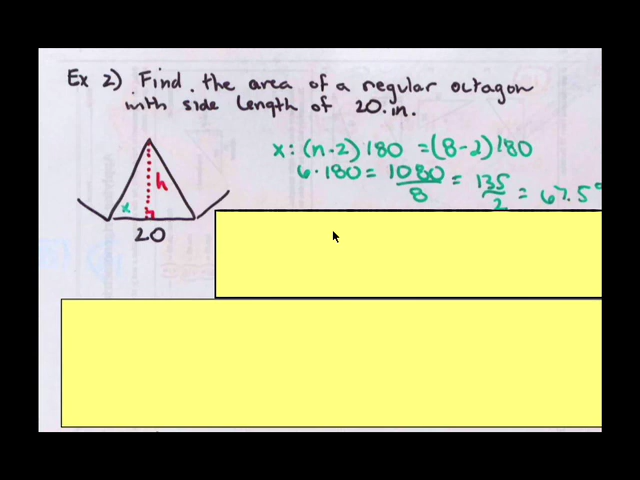 Ex 2) Find the area of a regular octagon
with side length of 20 in.
x: (n-2)180 = (8-2)180
6·180 = 1080/8 = 135/2 = 67.5°
h
x
20